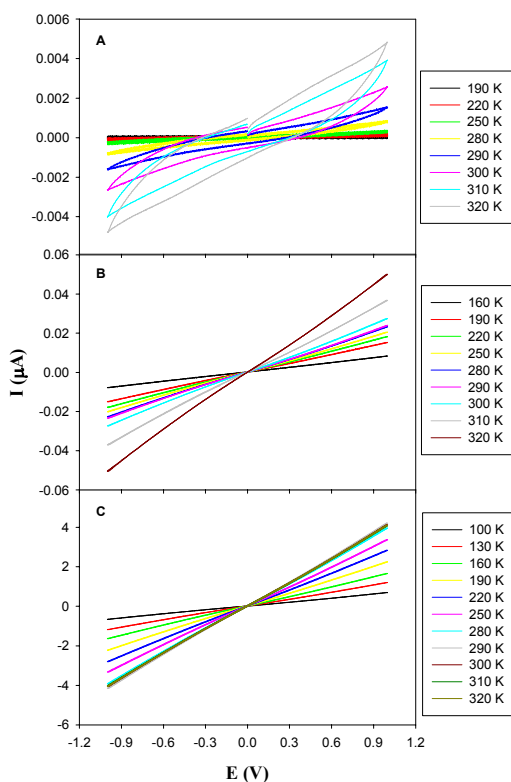 0.006
A
0.004
0.002
0.000
-0.002
-0.004
190 K
220 K
250 K
280 K
290 K
300 K
310 K
320 K
0.06
B
0.04
0.02
0.00
-0.02
-0.04
-0.06
I (μA)
160 K
190 K
220 K
250 K
280 K
290 K
300 K
310 K
320 K
C
4
2
0
-2
-4
-6
100 K
130 K
160 K
190 K
220 K
250 K
280 K
290 K
300 K
310 K
320 K
-1.2 -0.9 -0.6 -0.3 0.0 0.3 0.6 0.9 1.2
E (V)